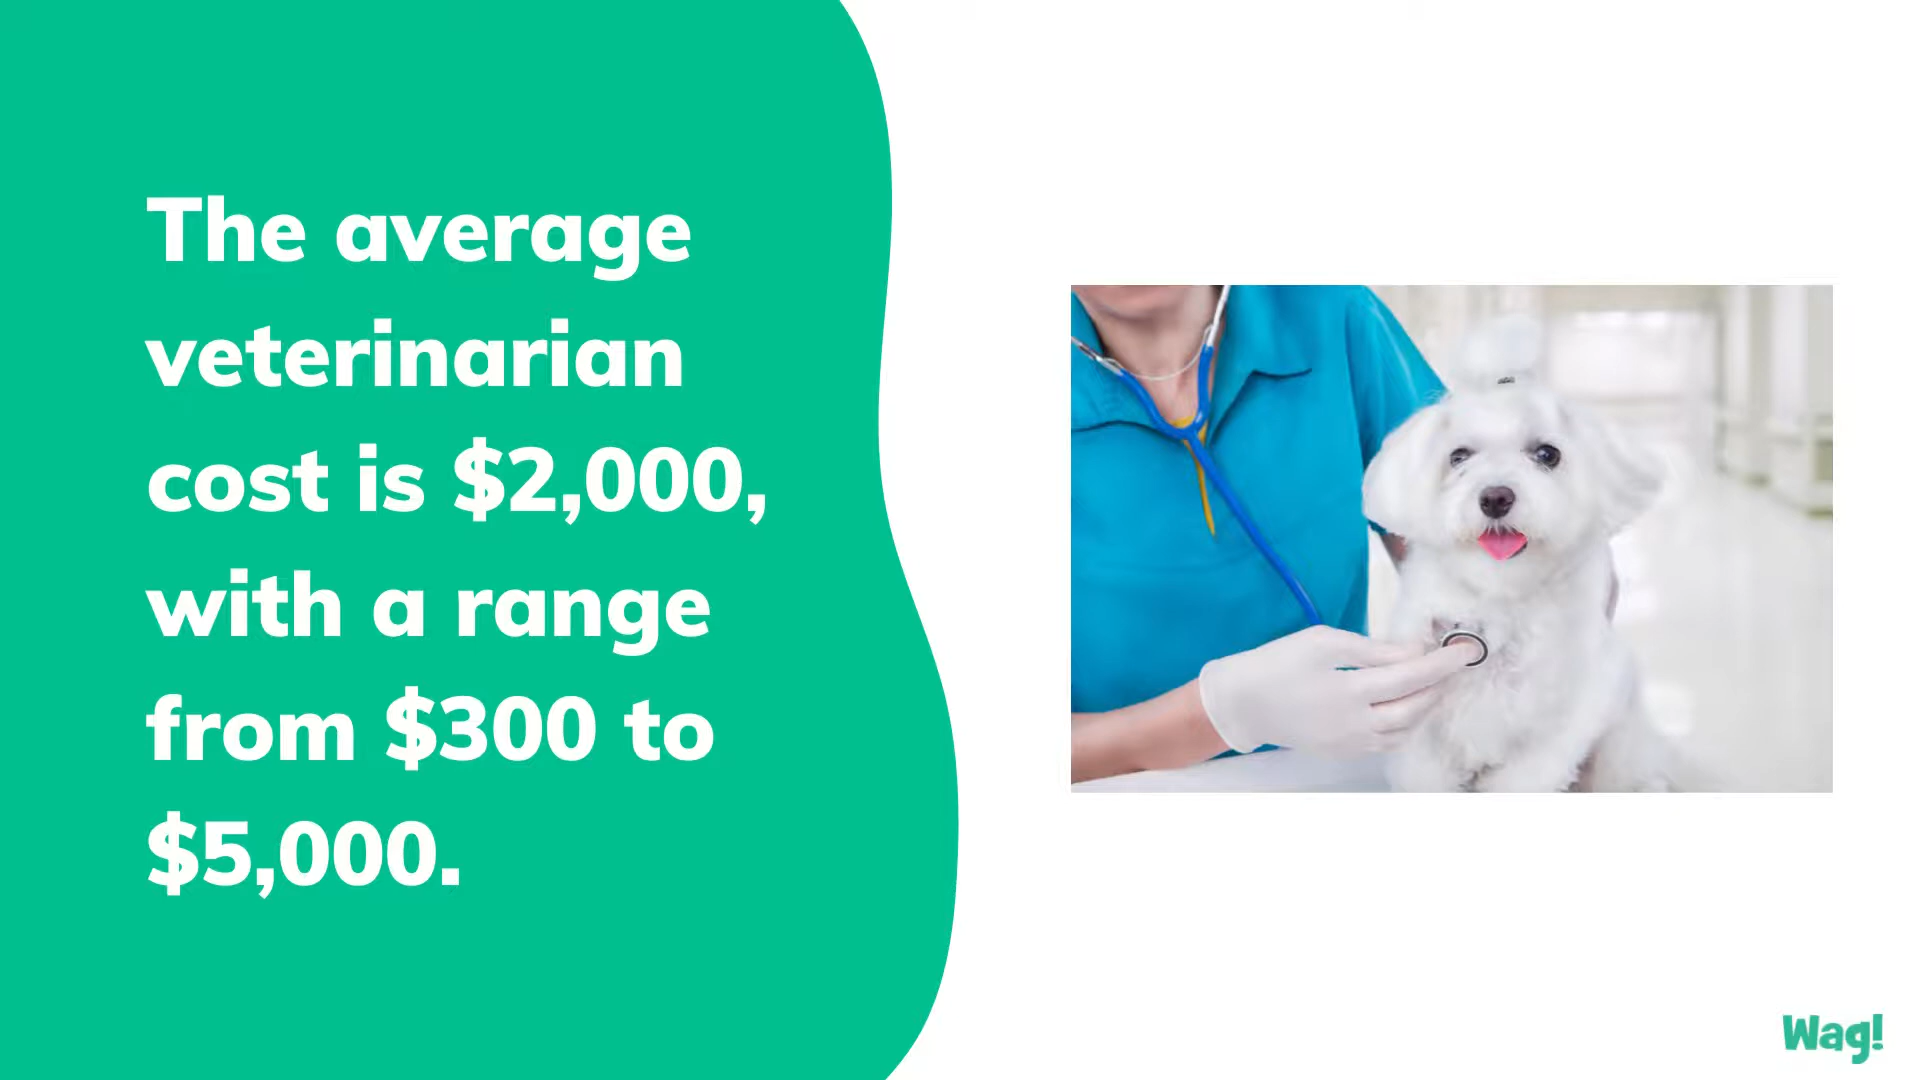 The average
veterinarian
cost is $2,000,
with a range
from $300 to
$5,000.
Wag!